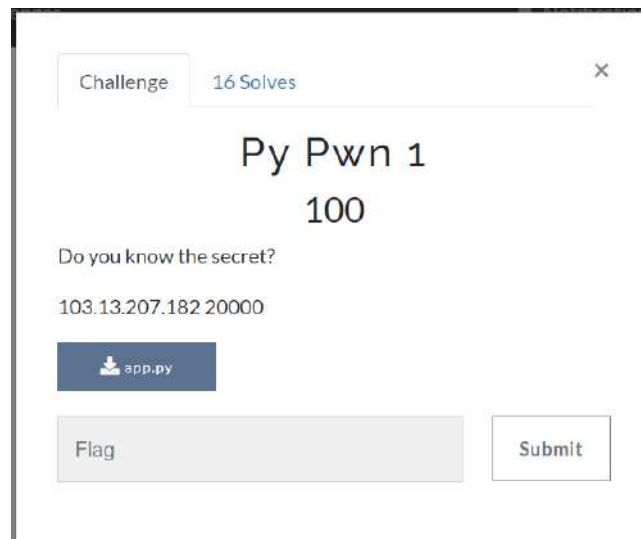 Challenge
16 Solves
×
Py Pwn 1
100
Do you know the secret?
103.13.207.182 20000
app.py
Flag
Submit